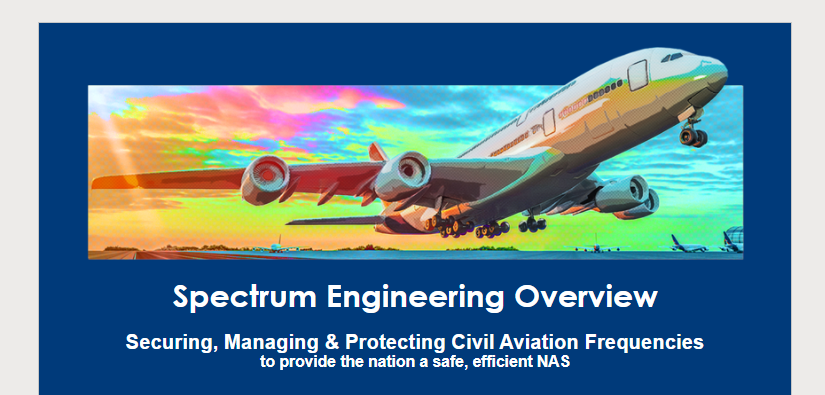 Spectrum Engineering Overview
Securing, Managing & Protecting Civil Aviation Frequencies
to provide the nation a safe, efficient NAS